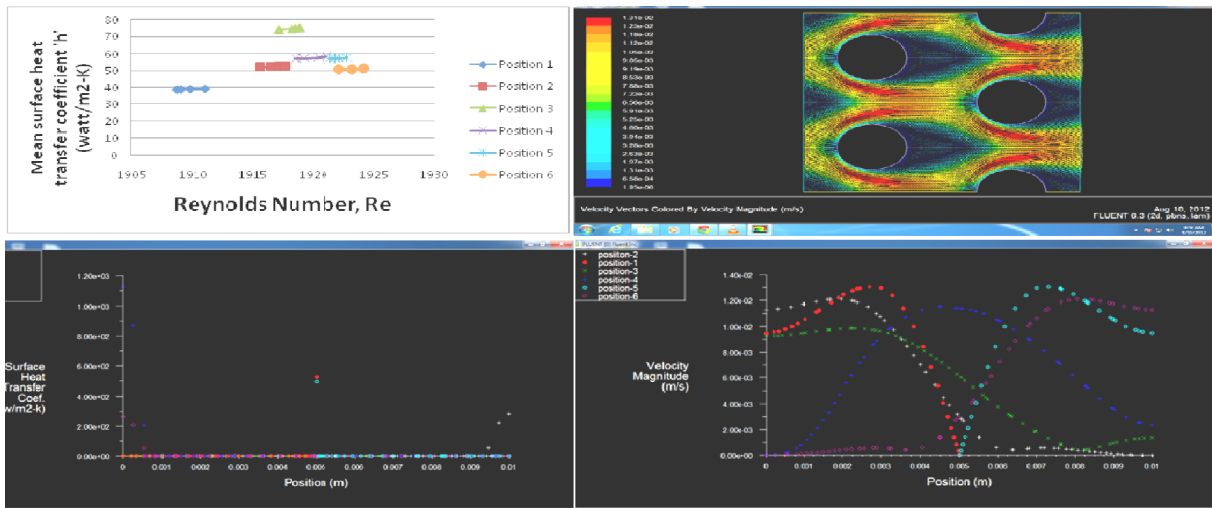 80
70
60
50
40
30
20
10
0
1905
1915
1920
1925
1930
Mean surface heat
transfer coefficient 'h'
(watt/m2-K)
Reynolds Number, Re
Position 1
Position 2
Position 3
Position 4
Position 5
Position 6
1.31e-02
6.58e-04
Velocity Vectors Colored By Velocity Magnitude (m/s)
Aug 10, 2012
FLUENT 6.3 (2d, pbns, lam)
1.20e+03
1.00e+03
8.00e+02
6.00e+02
4.00e+02
2.00e+02
0.00e+00
Surface
Heat
Transfer
Coef.
0
0.001
0.002
0.003
0.004
0.006
0.007
0.008
0.009
0.01
Position (m)
position-2
position-1
position-3
position-4
position-5
position-6
1.40e-02
1.20e-02
1.00e-02
8.00e-03
6.00e-03
4.00e-03
2.00e-03
0.00e+00
Velocity
Magnitude
(m/s)
0
0.001
0.002
0.003
0.004
0.005
0.006
0.007
0.008
0.009
0.01
Position (m)